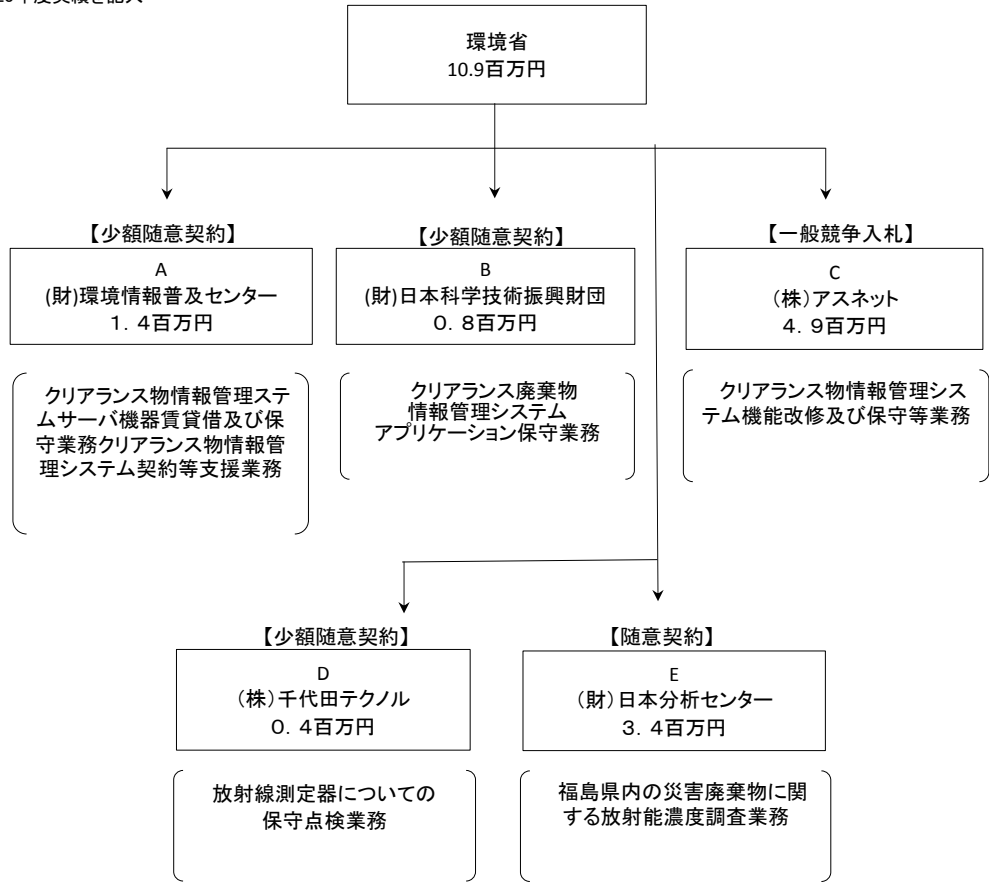 年度実績を記入
環境省
10.9百万円
【少額随意契約】
A
(財)環境情報普及センター
１．４百万円
クリアランス物情報管理ステ
ムサーバ機器賃貸借及び保
守業務クリアランス物情報管
理システム契約等支援業務
【少額随意契約】
B
(財)日本科学技術振興財団
０．８百万円
クリアランス廃棄物
情報管理システム
アプリケーション保守業務
【一般競争入札】
C
（株）アスネット
４．９百万円
クリアランス物情報管理シス
テム機能改修及び保守等業務
【少額随意契約】
D
（株）千代田テクノル
０．４百万円
放射線測定器についての
保守点検業務
【随意契約】
E
（財）日本分析センター
３．４百万円
福島県内の災害廃棄物に関
する放射能濃度調査業務